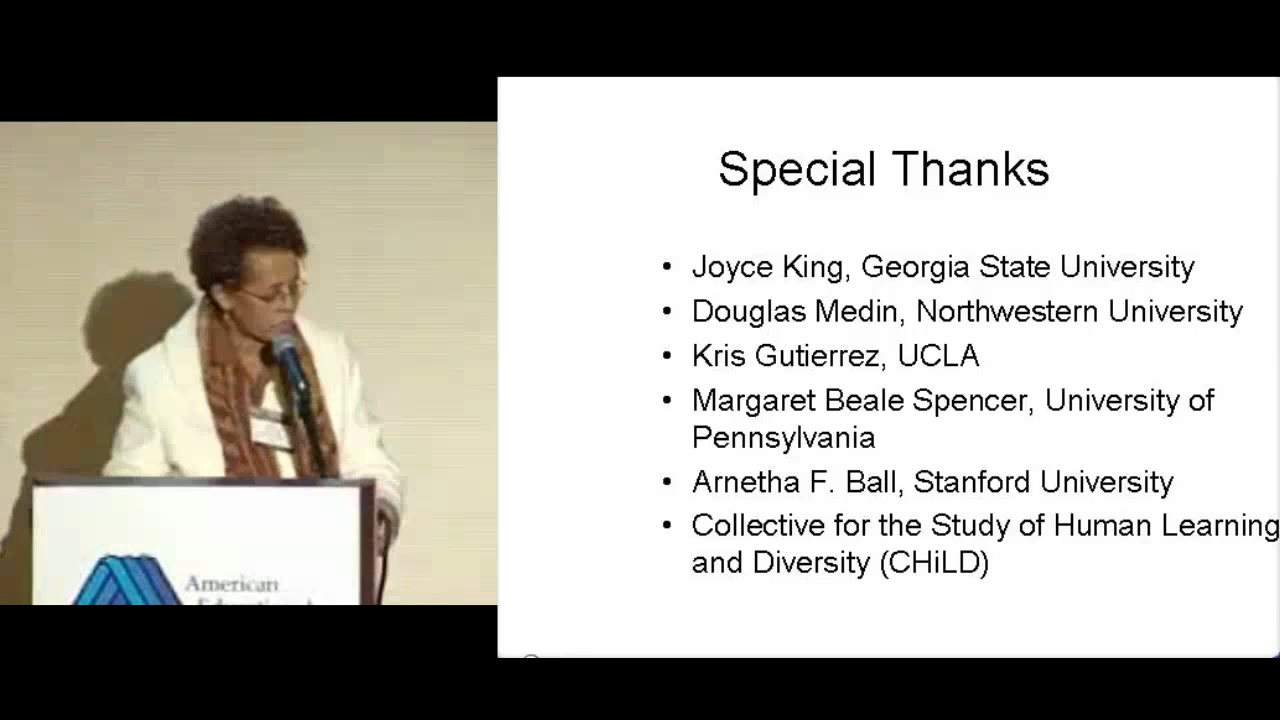 Special Thanks
• Joyce King, Georgia State University
• Douglas Medin, Northwestern University
• Kris Gutierrez, UCLA
• Margaret Beale Spencer, University of
Pennsylvania
• Arnetha F. Ball, Stanford University
• Collective for the Study of Human Learning
and Diversity (CHiLD)
American